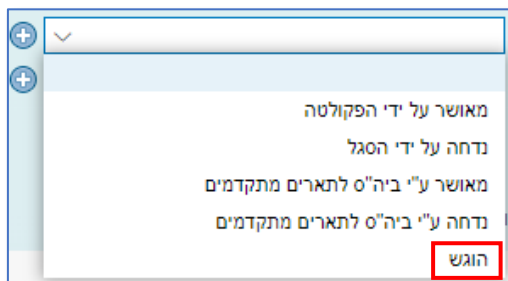 מאושר על ידי הפקולטה
נדחה על ידי הסגל
מאושר ע"י ביה"ס לתארים מתקדמים
נדחה ע"י ביה"ס לתארים מתקדמים
הוגש